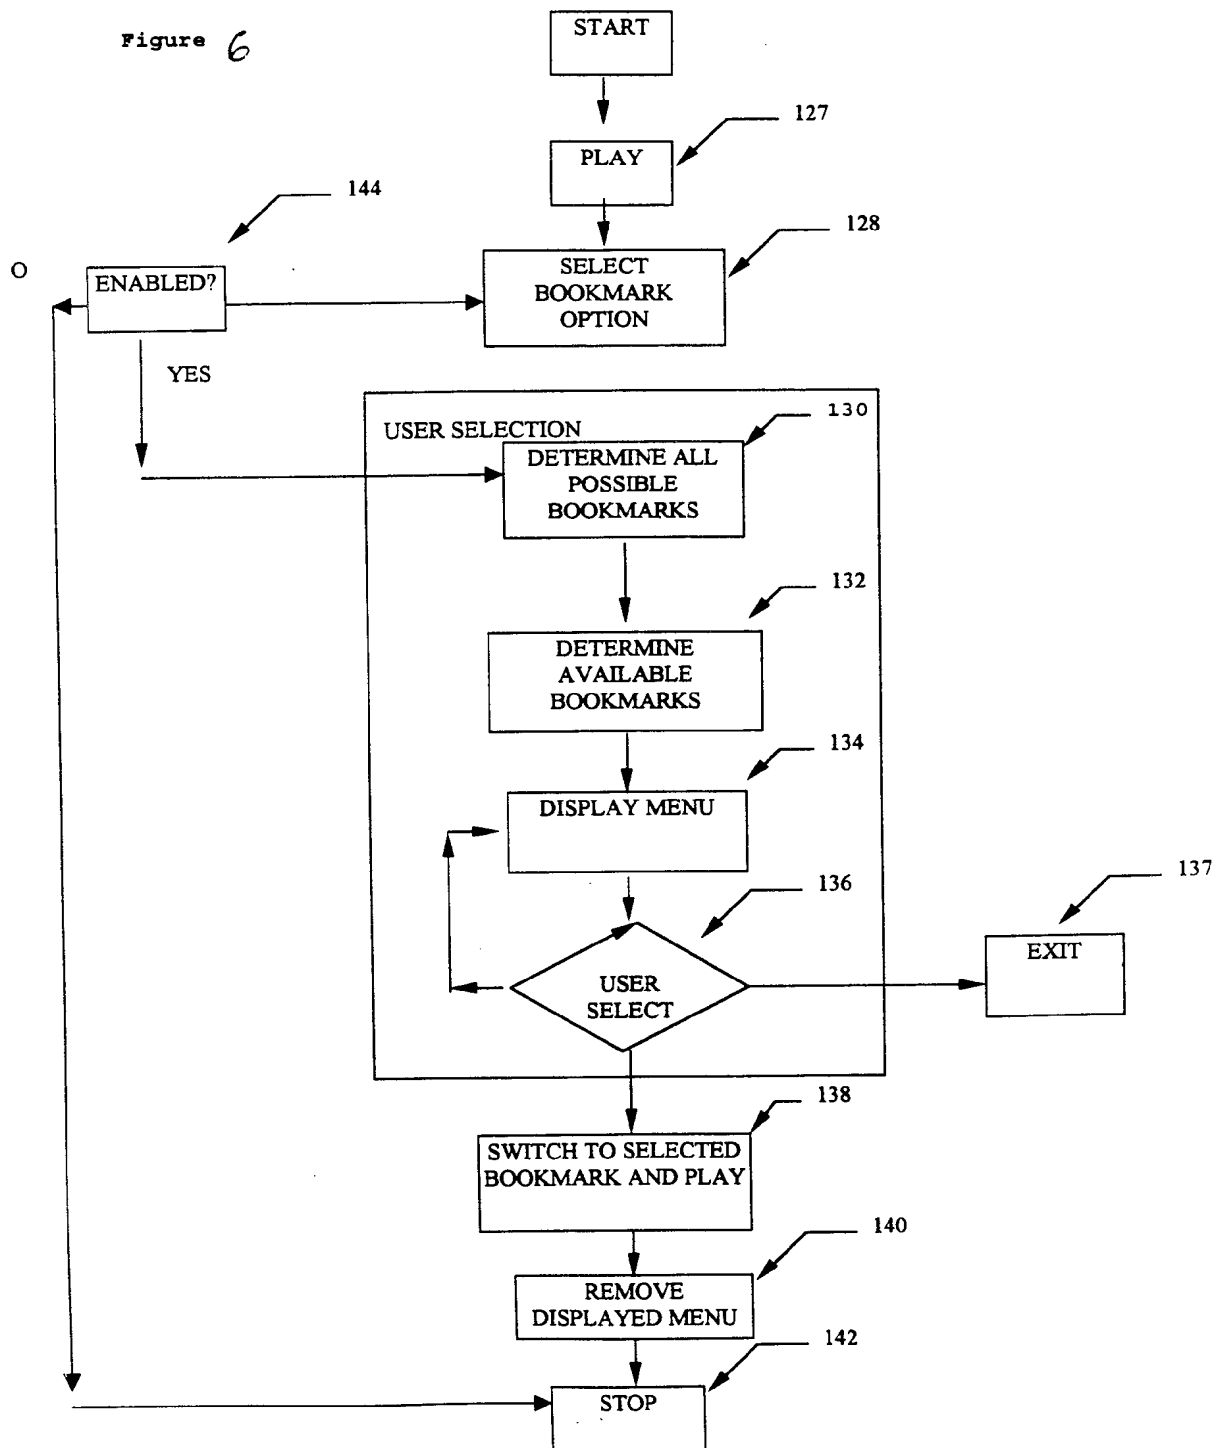 Figure 6
START
127
PLAY
144
128
O
ENABLED?
SELECT
BOOKMARK
OPTION
YES
130
USER SELECTION
DETERMINE ALL
POSSIBLE
BOOKMARKS
132
DETERMINE
AVAILABLE
BOOKMARKS
134
DISPLAY MENU
136
137
EXIT
USER
SELECT
138
SWITCH TO SELECTED
BOOKMARK AND PLAY
140
REMOVE
DISPLAYED MENU
142
STOP